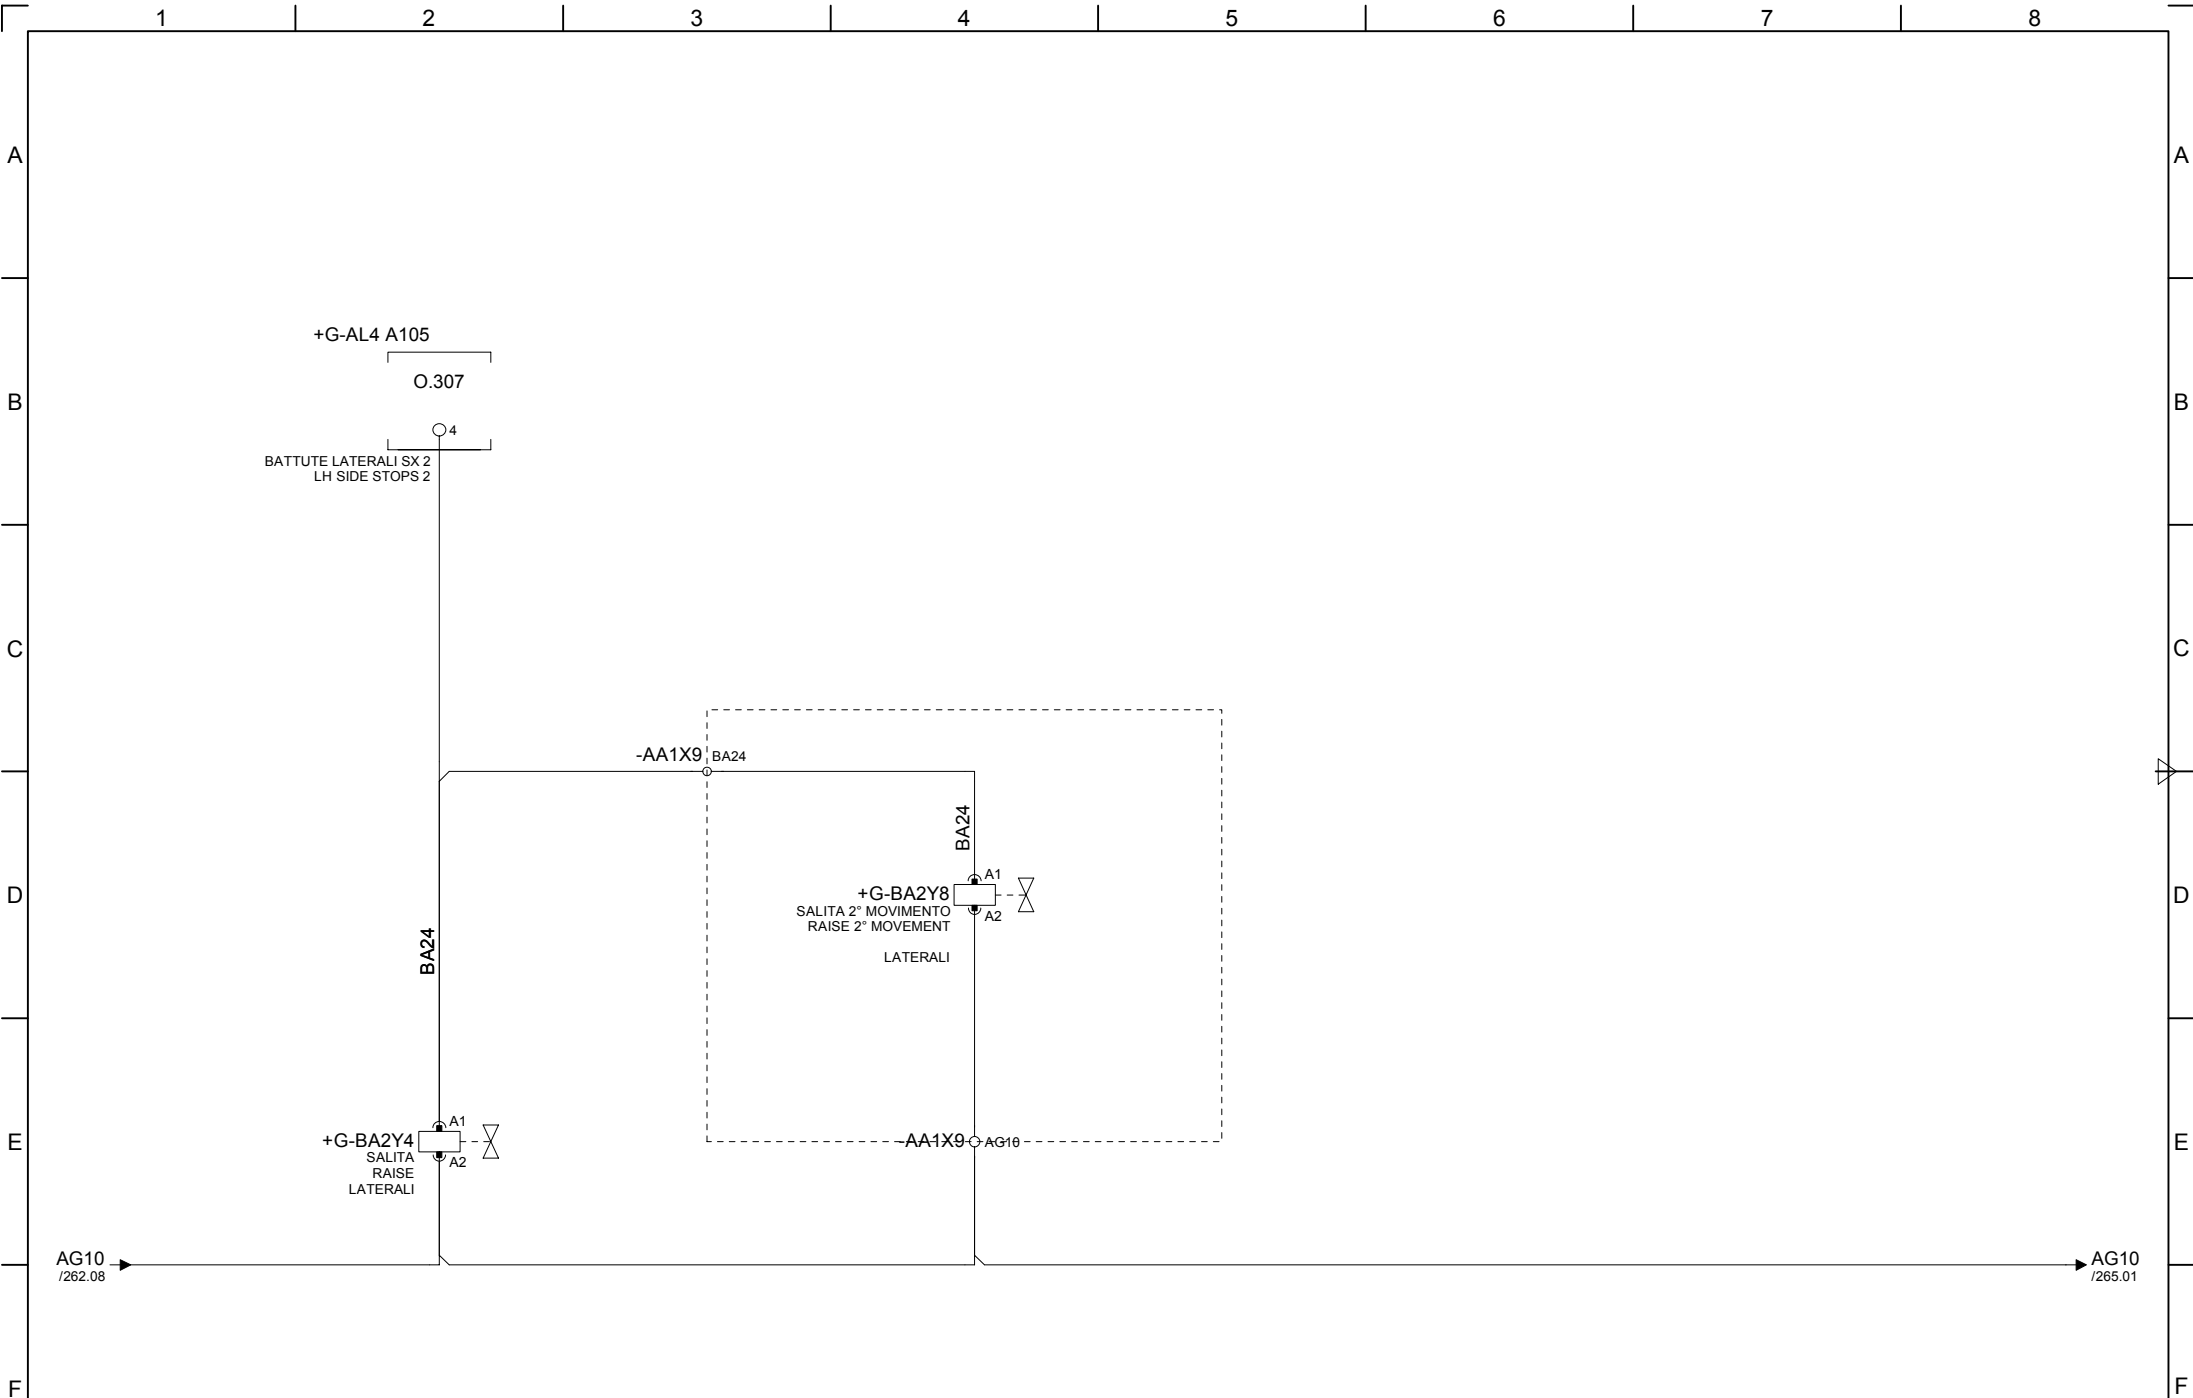 1 2 3 4 5 6 7 8
A A
+G-AL4 A105
O.307
B B
4
BATTUTE LATERALI SX 2
LH SIDE STOPS 2
C C
-AA1X9 BA24
BA24
A1
+G-BA2Y8
D D
A2
SALITA 2° MOVIMENTO
RAISE 2° MOVEMENT
LATERALI
BA24
A1
+G-BA2Y4
-AA1X9 AG10
E E
A2
SALITA
RAISE
LATERALI
AG10
/262.08
AG10
/265.01
F F